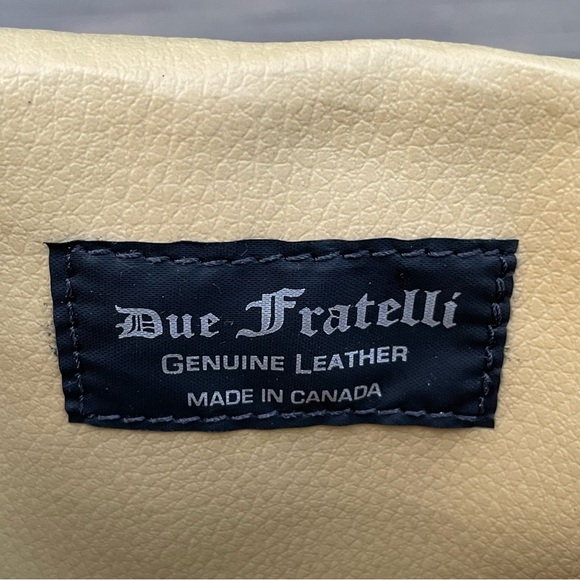 Due Fratelli
GENUINE LEATHER
MADE IN CANADA